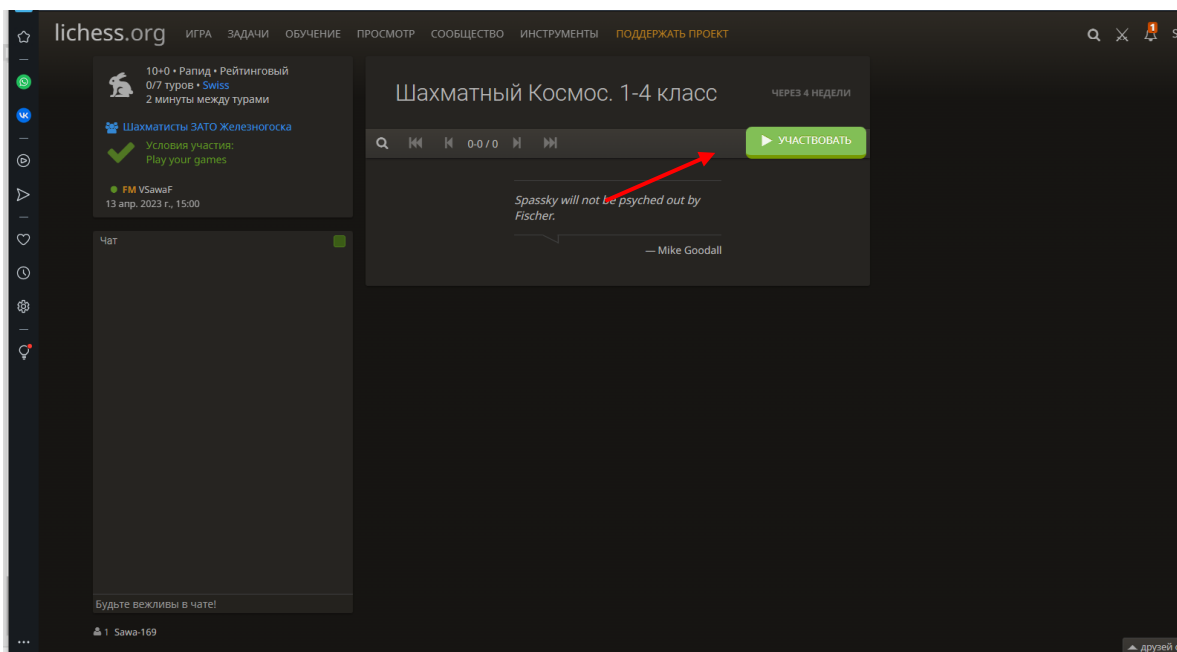 lichess.org ИГРА ЗАДАЧИ ОБУЧЕНИЕ ПРОСМОТР СООБЩЕСТВО ИНСТРУМЕНТЫ ПОДДЕРЖАТЬ ПРОЕКТ 1
10+0 • Рапид • Рейтинговый
0/7 туров • Swiss
2 минуты между турами
Шахматисты ЗАТО Железногоска
Условия участия:
Play your games
FM VSawaF
13 апр. 2023 г., 15:00
Чат
Будьте вежливы в чате!
1 Sawa-169
Шахматный Космос. 1-4 класс ЧЕРЕЗ 4 НЕДЕЛИ
0-0 / 0 УЧАСТВОВАТЬ
Spassky will not be psyched out by
Fischer.
— Mike Goodall
друзей